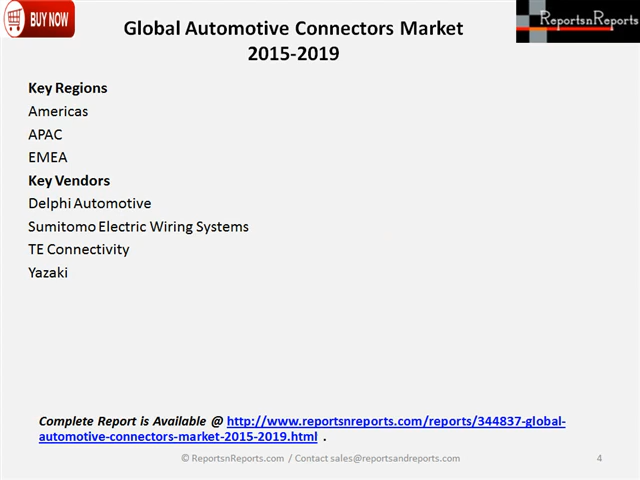 BUY NOW
Global Automotive Connectors Market
2015-2019
ReportsnReports
Key Regions
Americas
APAC
EMEA
Key Vendors
Delphi Automotive
Sumitomo Electric Wiring Systems
TE Connectivity
Yazaki
Complete Report is Available @ http://www.reportsnreports.com/reports/344837-global-
automotive-connectors-market-2015-2019.html .
© ReportsnReports.com / Contact sales@reportsandreports.com
4